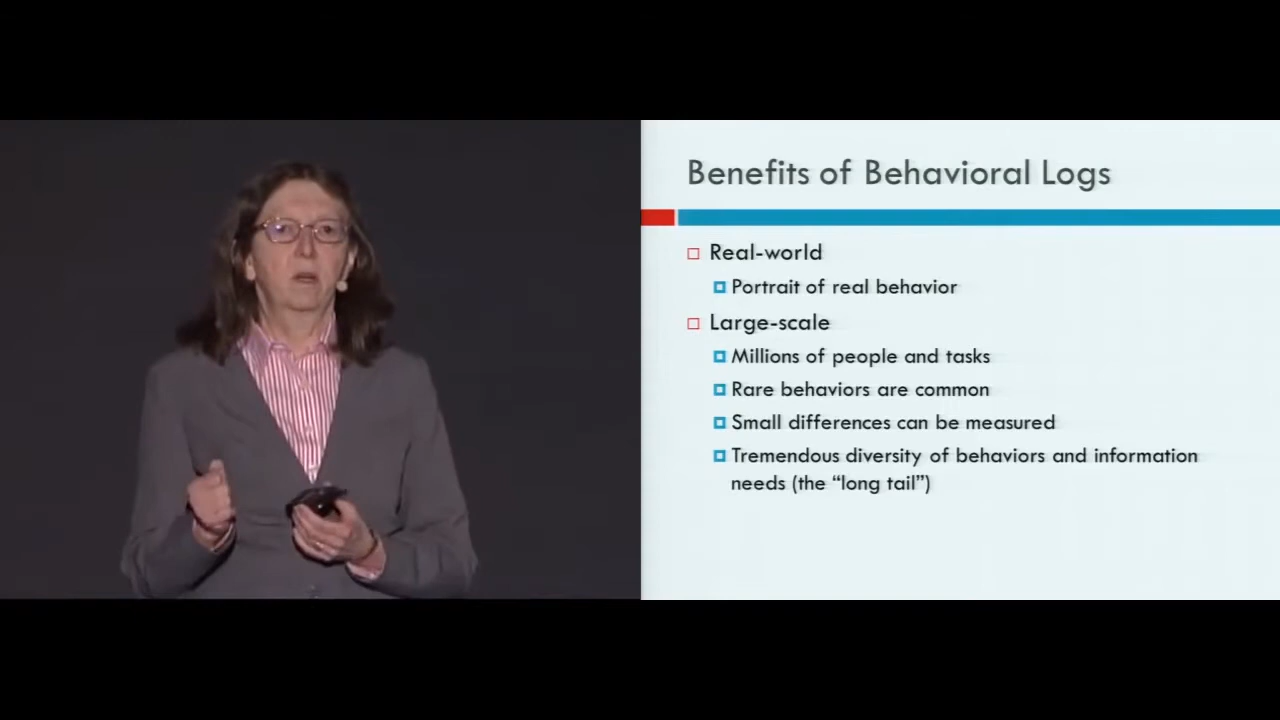 Benefits of Behavioral Logs
Real-world
Portrait of real behavior
Large-scale
Millions of people and tasks
Rare behaviors are common
Small differences can be measured
Tremendous diversity of behaviors and information
needs (the “long tail”)